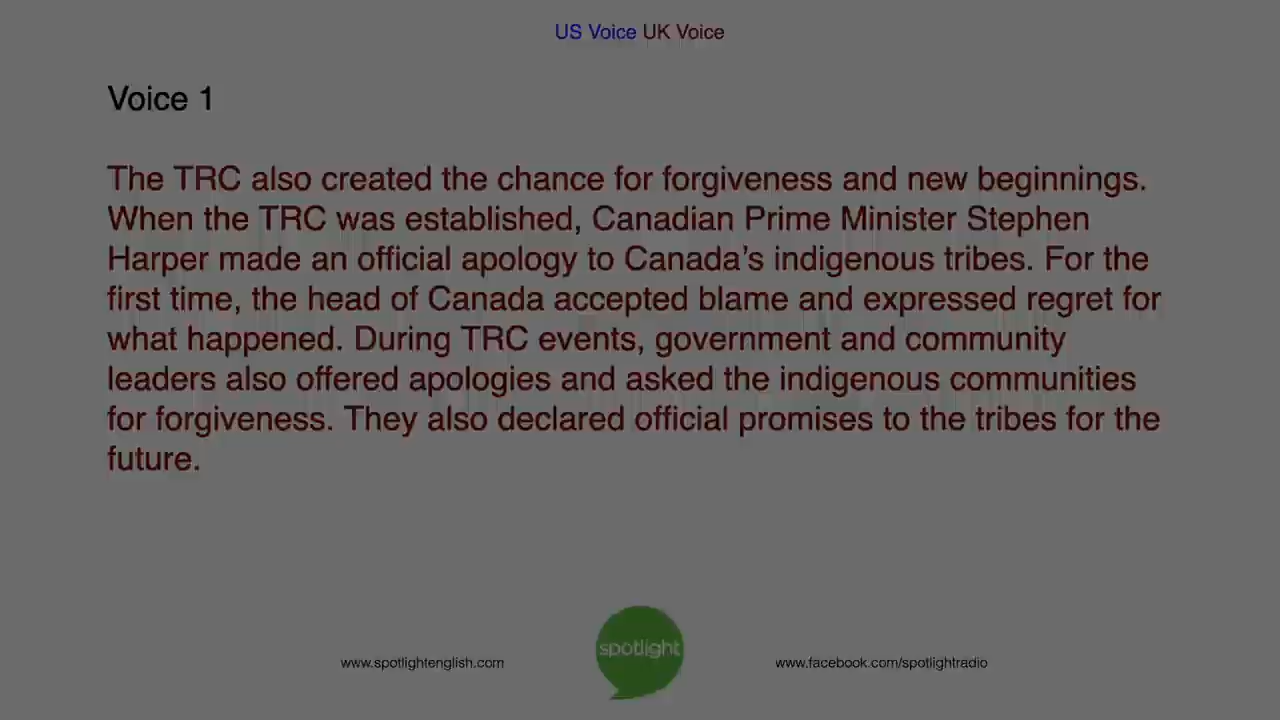 US Voice UK Voice
Voice 1
The TRC also created the chance for forgiveness and new beginnings.
When the TRC was established, Canadian Prime Minister Stephen
Harper made an official apology to Canada’s indigenous tribes. For the
first time, the head of Canada accepted blame and expressed regret for
what happened. During TRC events, government and community
leaders also offered apologies and asked the indigenous communities
for forgiveness. They also declared official promises to the tribes for the
future.
www.spotlightenglish.com
spotlight
www.facebook.com/spotlightradio